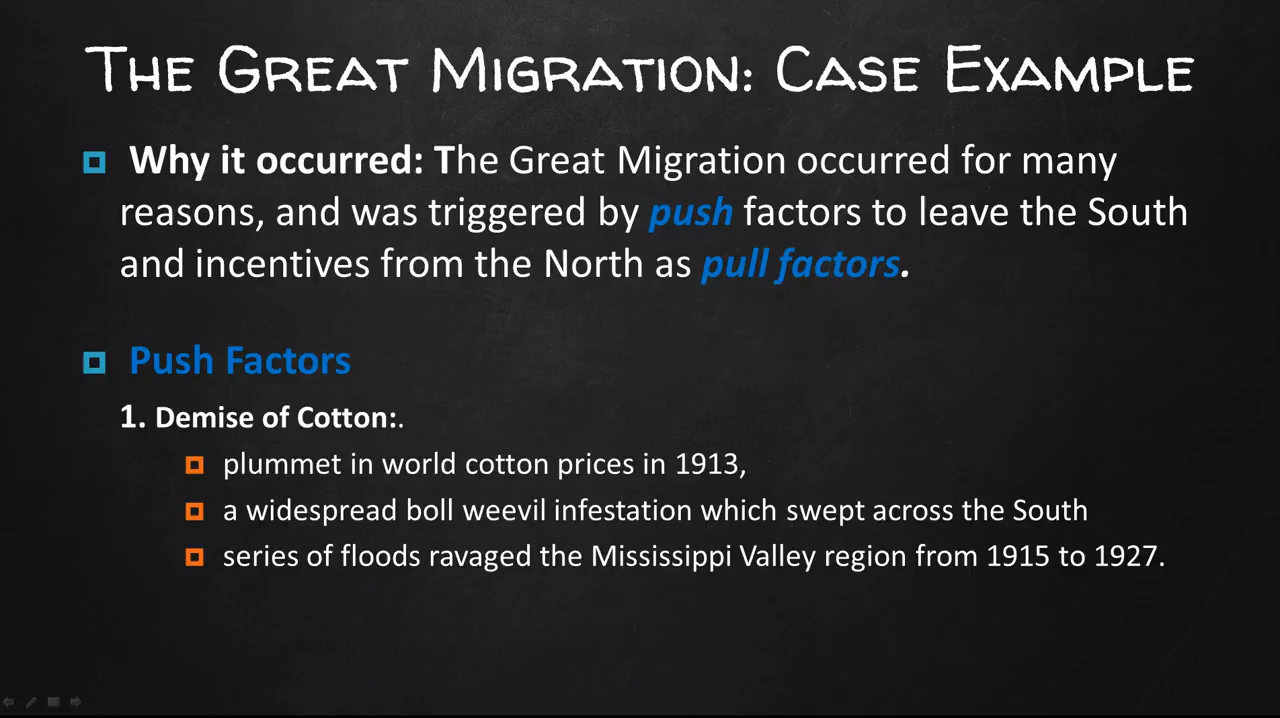 The Great Migration: Case Example
Why it occurred: The Great Migration occurred for many
reasons, and was triggered by push factors to leave the South
and incentives from the North as pull factors.
Push Factors
1. Demise of Cotton:.
plummet in world cotton prices in 1913,
a widespread boll weevil infestation which swept across the South
series of floods ravaged the Mississippi Valley region from 1915 to 1927.